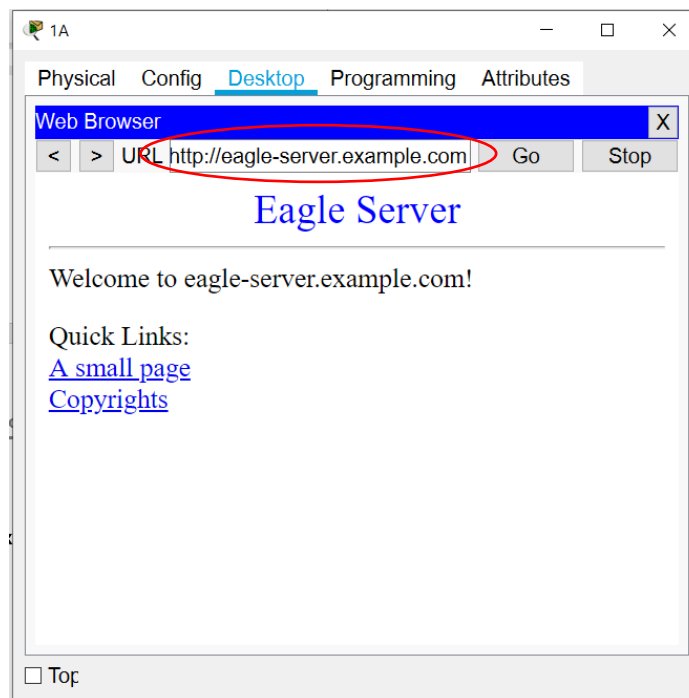 1A
Physical Config Desktop Programming Attributes
Web Browser X
< > URL http://eagle-server.example.com Go Stop
Eagle Server
Welcome to eagle-server.example.com!
Quick Links:
A small page
Copyrights
Top